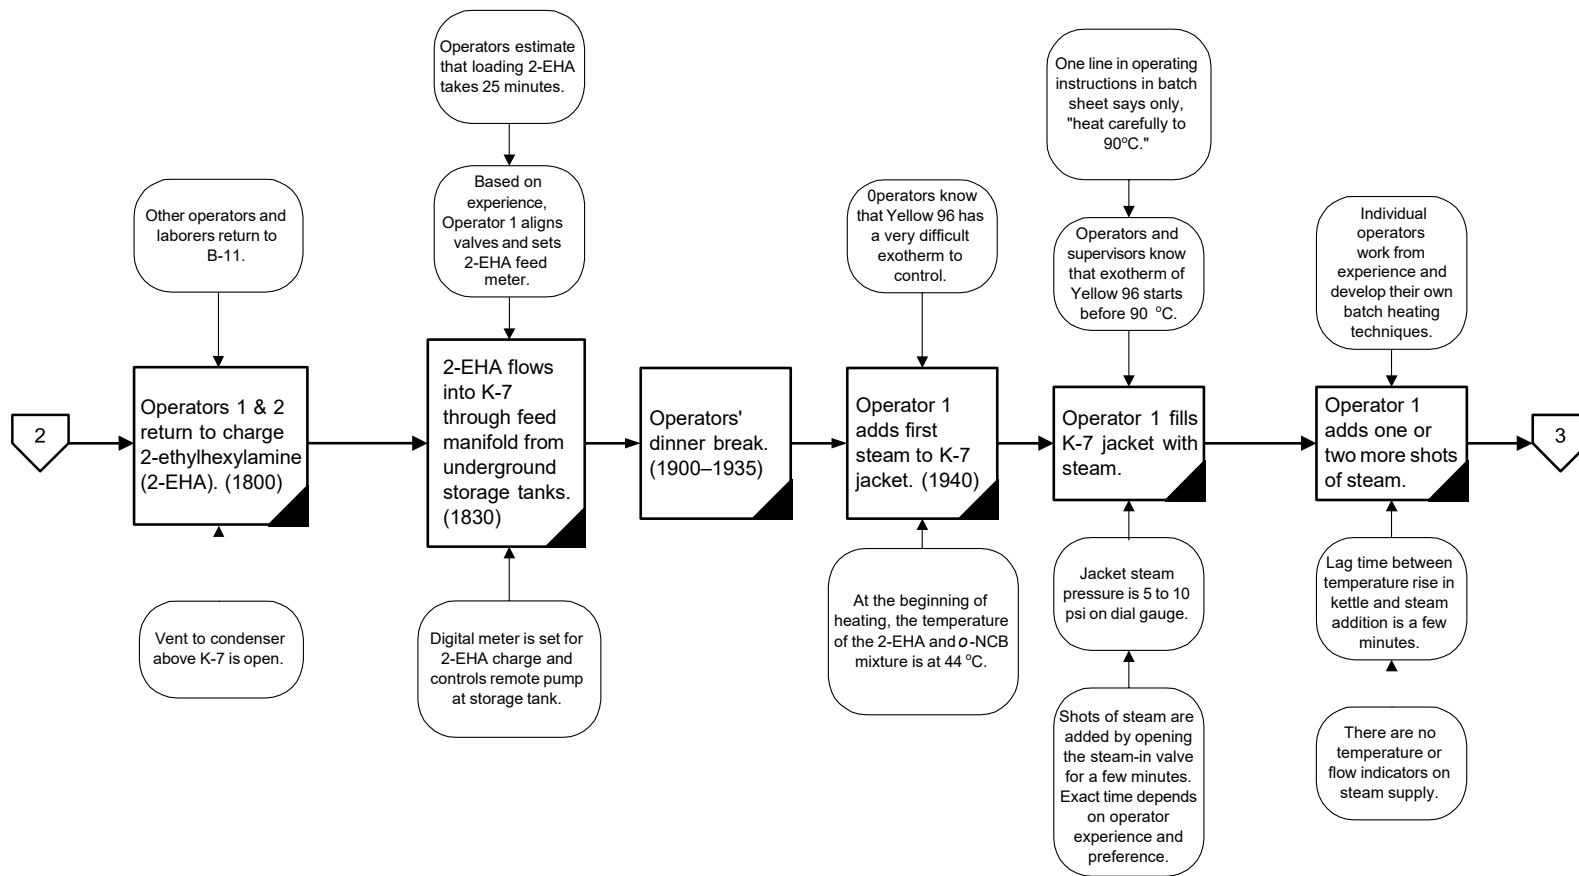 Operators estimate
that loading 2-EHA
takes 25 minutes.
One line in operating
instructions in batch
sheet says only,
"heat carefully to
90°C."
Other operators and
laborers return to
B-11.
Based on
experience,
Operator 1 aligns
valves and sets
2-EHA feed
meter.
0perators know
that Yellow 96 has
a very difficult
exotherm to
control.
Operators and
supervisors know
that exotherm of
Yellow 96 starts
before 90 °C.
Individual
operators
work from
experience and
develop their own
batch heating
techniques.
2
Operators 1 & 2
return to charge
2-ethylhexylamine
(2-EHA). (1800)
2-EHA flows
into K-7
through feed
manifold from
underground
storage tanks.
(1830)
Operators'
dinner break.
(1900–1935)
Operator 1
adds first
steam to K-7
jacket. (1940)
Operator 1 fills
K-7 jacket with
steam.
Operator 1
adds one or
two more shots
of steam.
3
Vent to condenser
above K-7 is open.
Digital meter is set for
2-EHA charge and
controls remote pump
at storage tank.
At the beginning of
heating, the temperature
of the 2-EHA and o-NCB
mixture is at 44 °C.
Jacket steam
pressure is 5 to 10
psi on dial gauge.
Lag time between
temperature rise in
kettle and steam
addition is a few
minutes.
Shots of steam are
added by opening
the steam-in valve
for a few minutes.
Exact time depends
on operator
experience and
preference.
There are no
temperature or
flow indicators on
steam supply.